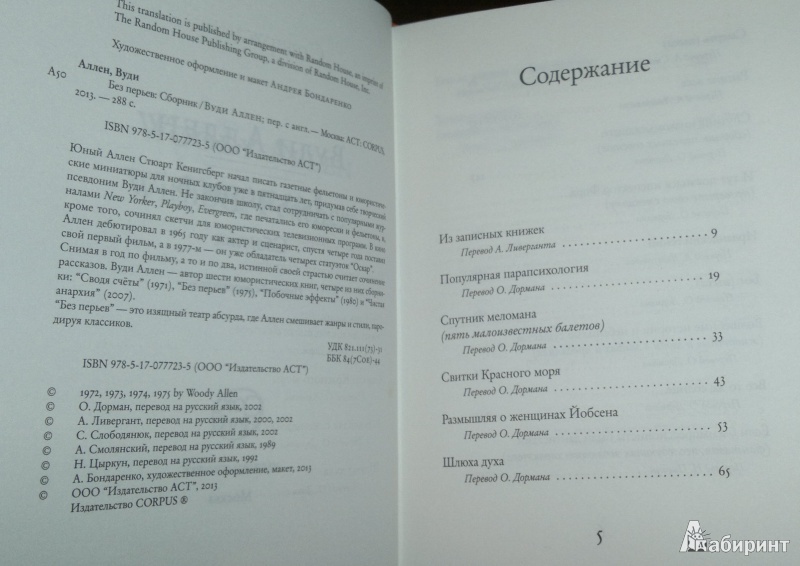 This translation is published by arrangement with Random House, an imprint of
The Random House Publishing Group, a division of Random House, Inc.
Художественное оформление и макет Андрея Бондаренко
Аллен, Вуди
А50 Без перьев: Сборник / Вуди Аллен; пер. с англ. — Москва: АСТ: CORPUS,
2013. — 288 с.
ISBN 978-5-17-077723-5 (ООО "Издательство АСТ")
Юный Аллен Стюарт Кенигсберг начал писать газетные фельетоны и юмористиче-
ские миниатюры для ночных клубов уже в пятнадцать лет, придумав себе творческий
псевдоним Вуди Аллен. Не закончив школу, стал сотрудничать с популярными жур-
налами New Yorker, Playboy, Evergreen, где печатались его юморески и фельетоны, и,
кроме того, сочинял скетчи для юмористических телевизионных программ. В кино
Аллен дебютировал в 1965 году как актер и сценарист, спустя четыре года поставил
свой первый фильм, а в 1977-м — он уже обладатель четырех статуэток "Оскар".
Снимая в год по фильму, а то и по два, истинной своей страстью считает сочинение
рассказов. Вуди Аллен — автор шести юмористических книг, четыре из них сборни-
ки: "Сводя счёты" (1971), "Без перьев" (1975), "Побочные эффекты" (1980) и "Чистая
анархия" (2007).
"Без перьев" — это изящный театр абсурда, где Аллен смешивает жанры и стили, паро-
дируя классиков.
УДК 821.111(73)-31
ББК 84(7Сое)-44
ISBN 978-5-17-077723-5 (ООО "Издательство АСТ")
© 1972, 1973, 1974, 1975 by Woody Allen
© О. Дорман, перевод на русский язык, 2002
© А. Ливергант, перевод на русский язык, 2000, 2002
© С. Слободянюк, перевод на русский язык, 2002
© А. Смолянский, перевод на русский язык, 1989
© Н. Цыркун, перевод на русский язык, 1992
© А. Бондаренко, художественное оформление, макет, 2013
© ООО "Издательство АСТ", 2013
Издательство CORPUS ®
Содержание
Из записных книжек
Перевод А. Ливерганта 9
Популярная парапсихология
Перевод О. Дормана 19
Спутник меломана
(пять малоизвестных балетов)
Перевод О. Дормана 33
Свитки Красного моря
Перевод О. Дормана 43
Размышляя о женщинах Йобсена
Перевод О. Дормана 53
Шлюха духа
Перевод О. Дормана 65
5
Лабиринт